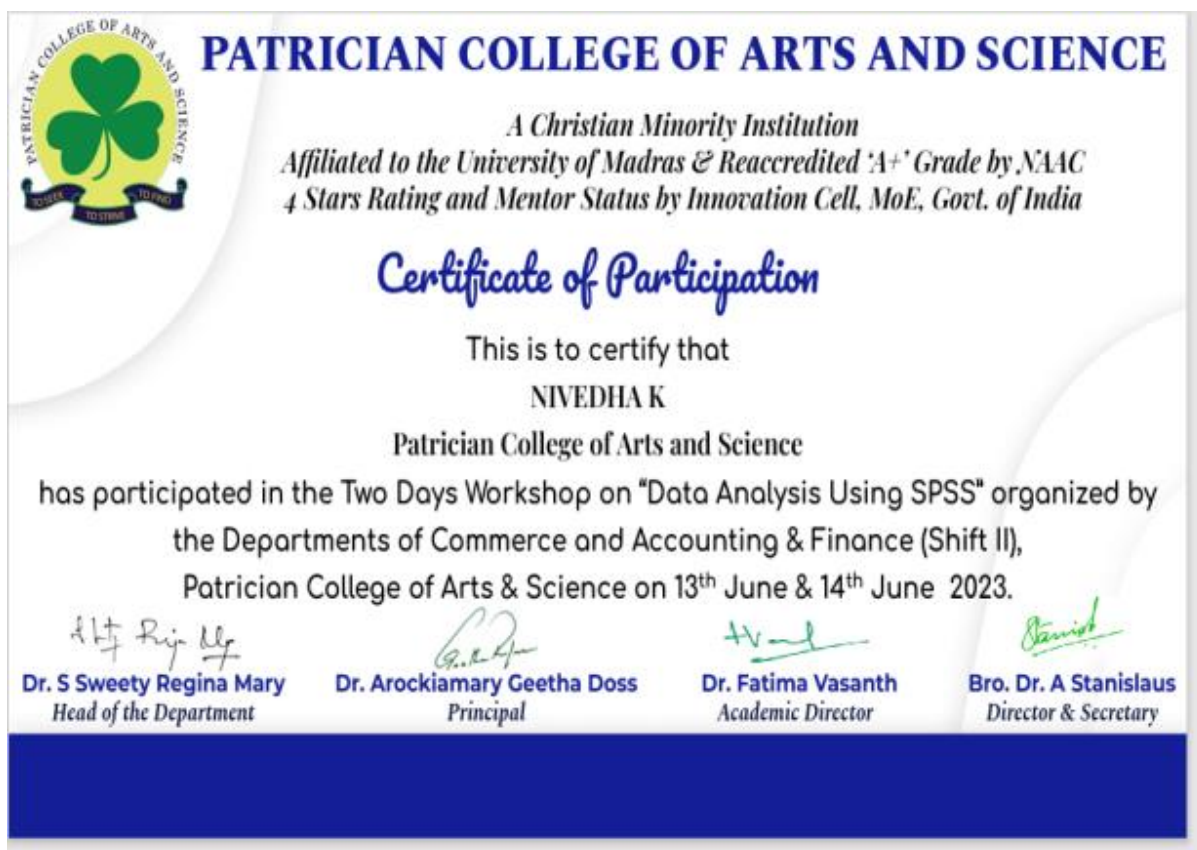 PATRICIAN COLLEGE OF ARTS AND SCIENCE
TO SEEK
TO STRIVE
TO FIND
PATRICIAN COLLEGE OF ARTS AND SCIENCE
A Christian Minority Institution
Affiliated to the University of Madras & Reaccredited ‘A+’ Grade by NAAC
4 Stars Rating and Mentor Status by Innovation Cell, MoE, Govt. of India
Certificate of Participation
This is to certify that
NIVEDHA K
Patrician College of Arts and Science
has participated in the Two Days Workshop on “Data Analysis Using SPSS” organized by
the Departments of Commerce and Accounting & Finance (Shift II),
Patrician College of Arts & Science on 13th June & 14th June 2023.
Dr. S Sweety Regina Mary
Head of the Department
Dr. Arockiamary Geetha Doss
Principal
Dr. Fatima Vasanth
Academic Director
Bro. Dr. A Stanislaus
Director & Secretary